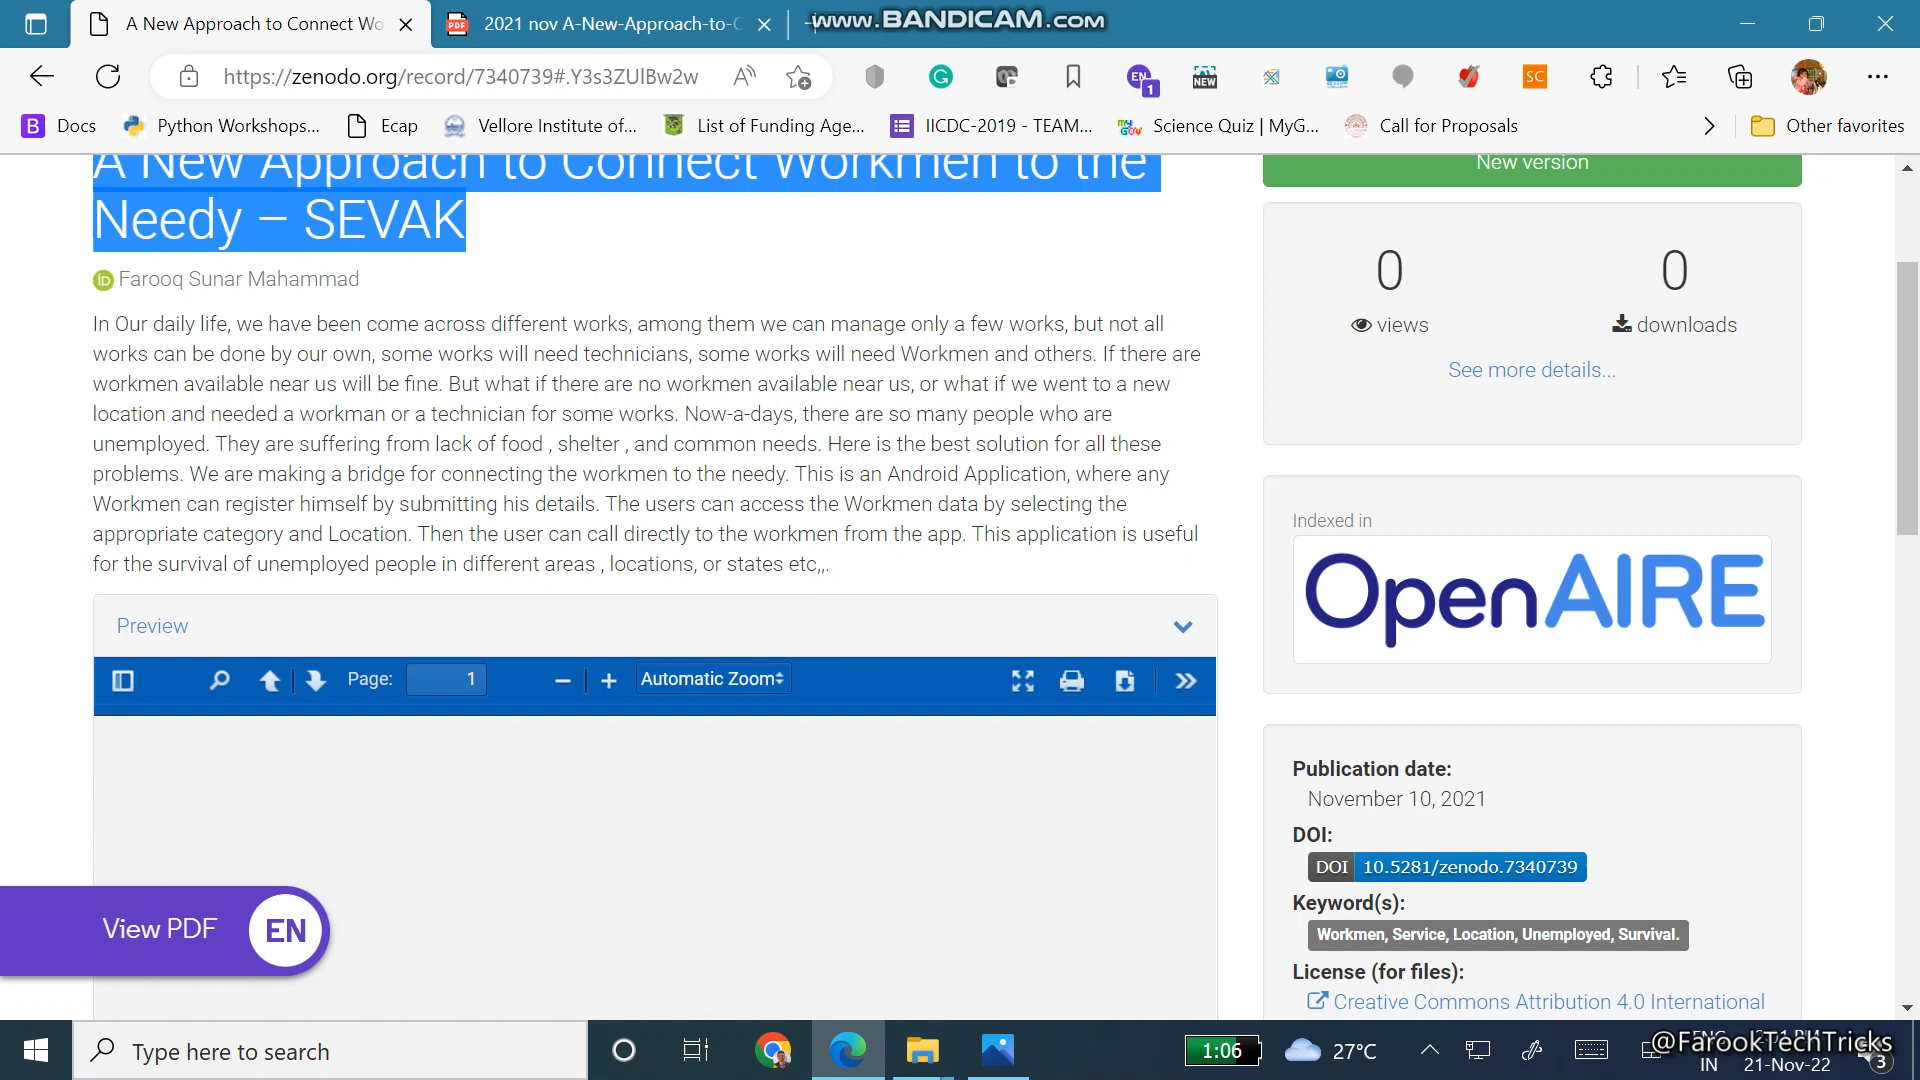 A New Approach to Connect Wo
2021 nov A-New-Approach-to-C
www.BANDICAM.com
https://zenodo.org/record/7340739#.Y3s3ZUlBw2w
EN
1
NEW
SC
B Docs
Python Workshops...
Ecap
Vellore Institute of...
List of Funding Age...
IICDC-2019 - TEAM...
Science Quiz | MyG...
Call for Proposals
Other favorites
A New Approach to Connect Workmen to the
Needy – SEVAK
iD Farooq Sunar Mahammad
In Our daily life, we have been come across different works, among them we can manage only a few works, but not all
works can be done by our own, some works will need technicians, some works will need Workmen and others. If there are
workmen available near us will be fine. But what if there are no workmen available near us, or what if we went to a new
location and needed a workman or a technician for some works. Now-a-days, there are so many people who are
unemployed. They are suffering from lack of food , shelter , and common needs. Here is the best solution for all these
problems. We are making a bridge for connecting the workmen to the needy. This is an Android Application, where any
Workmen can register himself by submitting his details. The users can access the Workmen data by selecting the
appropriate category and Location. Then the user can call directly to the workmen from the app. This application is useful
for the survival of unemployed people in different areas , locations, or states etc,,.
Preview
Page: 1
Automatic Zoom
View PDF EN
New version
0 0
views downloads
See more details...
Indexed in
OpenAIRE
Publication date:
November 10, 2021
DOI:
DOI 10.5281/zenodo.7340739
Keyword(s):
Workmen, Service, Location, Unemployed, Survival.
License (for files):
Creative Commons Attribution 4.0 International
Type here to search
1:06
27°C
@FarookTechTricks
IN
21-Nov-22
3